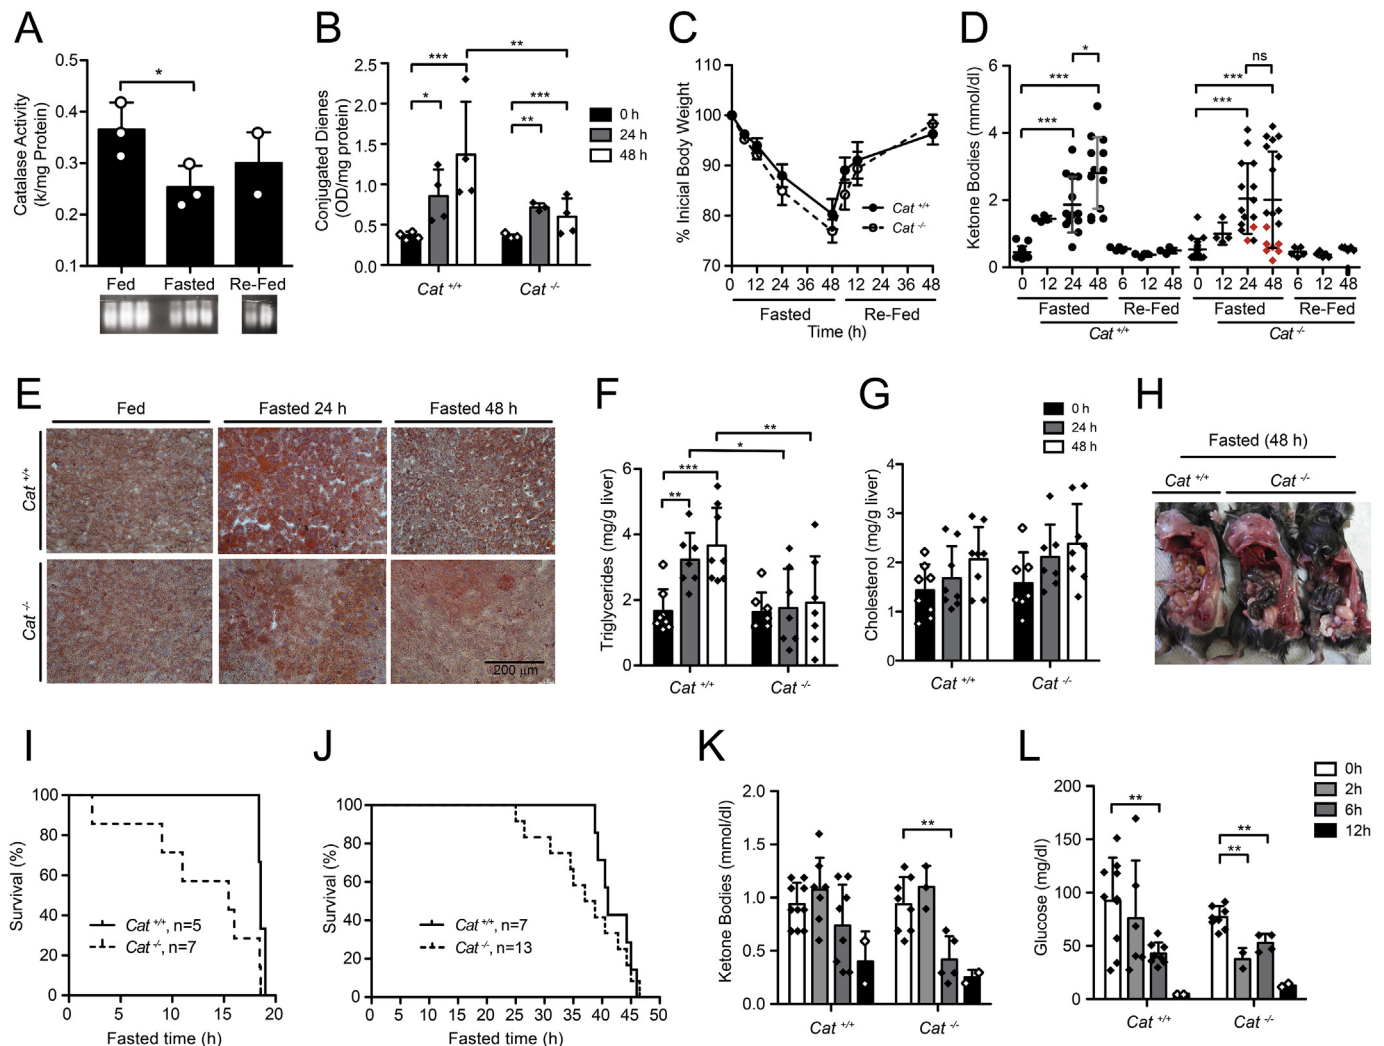 A
Catalase Activity
(k/mg Protein)
0.5
0.4
0.3
0.2
0.1
*
Fed
Fasted
Re-Fed
B
Conjugated Dienes
(OD/mg protein)
2.5
2.0
1.5
1.0
0.5
0.0
***
*
**
***
**
0 h
24 h
48 h
Cat +/+
Cat -/-
C
% Inicial Body Weight
110
100
90
80
70
Cat +/+
Cat -/-
0 12 24 36 48 12 24 36 48
Fasted
Re-Fed
Time (h)
D
Ketone Bodies (mmol/dl)
6
4
2
0
*
***
***
ns
***
***
0 12 24 48 6 12 48
0 12 24 48 6 12 48
Fasted Re-Fed
Fasted Re-Fed
Cat +/+
Cat -/-
E
Fed
Fasted 24 h
Fasted 48 h
Cat +/+
Cat -/-
200 µm
F
Triglycerides (mg/g liver)
6
4
2
0
**
*
***
**
Cat +/+
Cat -/-
G
0 h
24 h
48 h
Cholesterol (mg/g liver)
4
3
2
1
0
Cat +/+
Cat -/-
H
Fasted (48 h)
Cat +/+
Cat -/-
I
Survival (%)
100
80
60
40
20
0
Cat +/+, n=5
Cat -/-, n=7
0 5 10 15 20
Fasted time (h)
J
Survival (%)
100
80
60
40
20
0
Cat +/+, n=7
Cat -/-, n=13
0 5 10 15 20 25 30 35 40 45 50
Fasted time (h)
K
Ketone Bodies (mmol/dl)
2.0
1.5
1.0
0.5
0.0
**
Cat +/+
Cat -/-
L
Glucose (mg/dl)
200
150
100
50
0
**
**
**
0h
2h
6h
12h
Cat +/+
Cat -/-